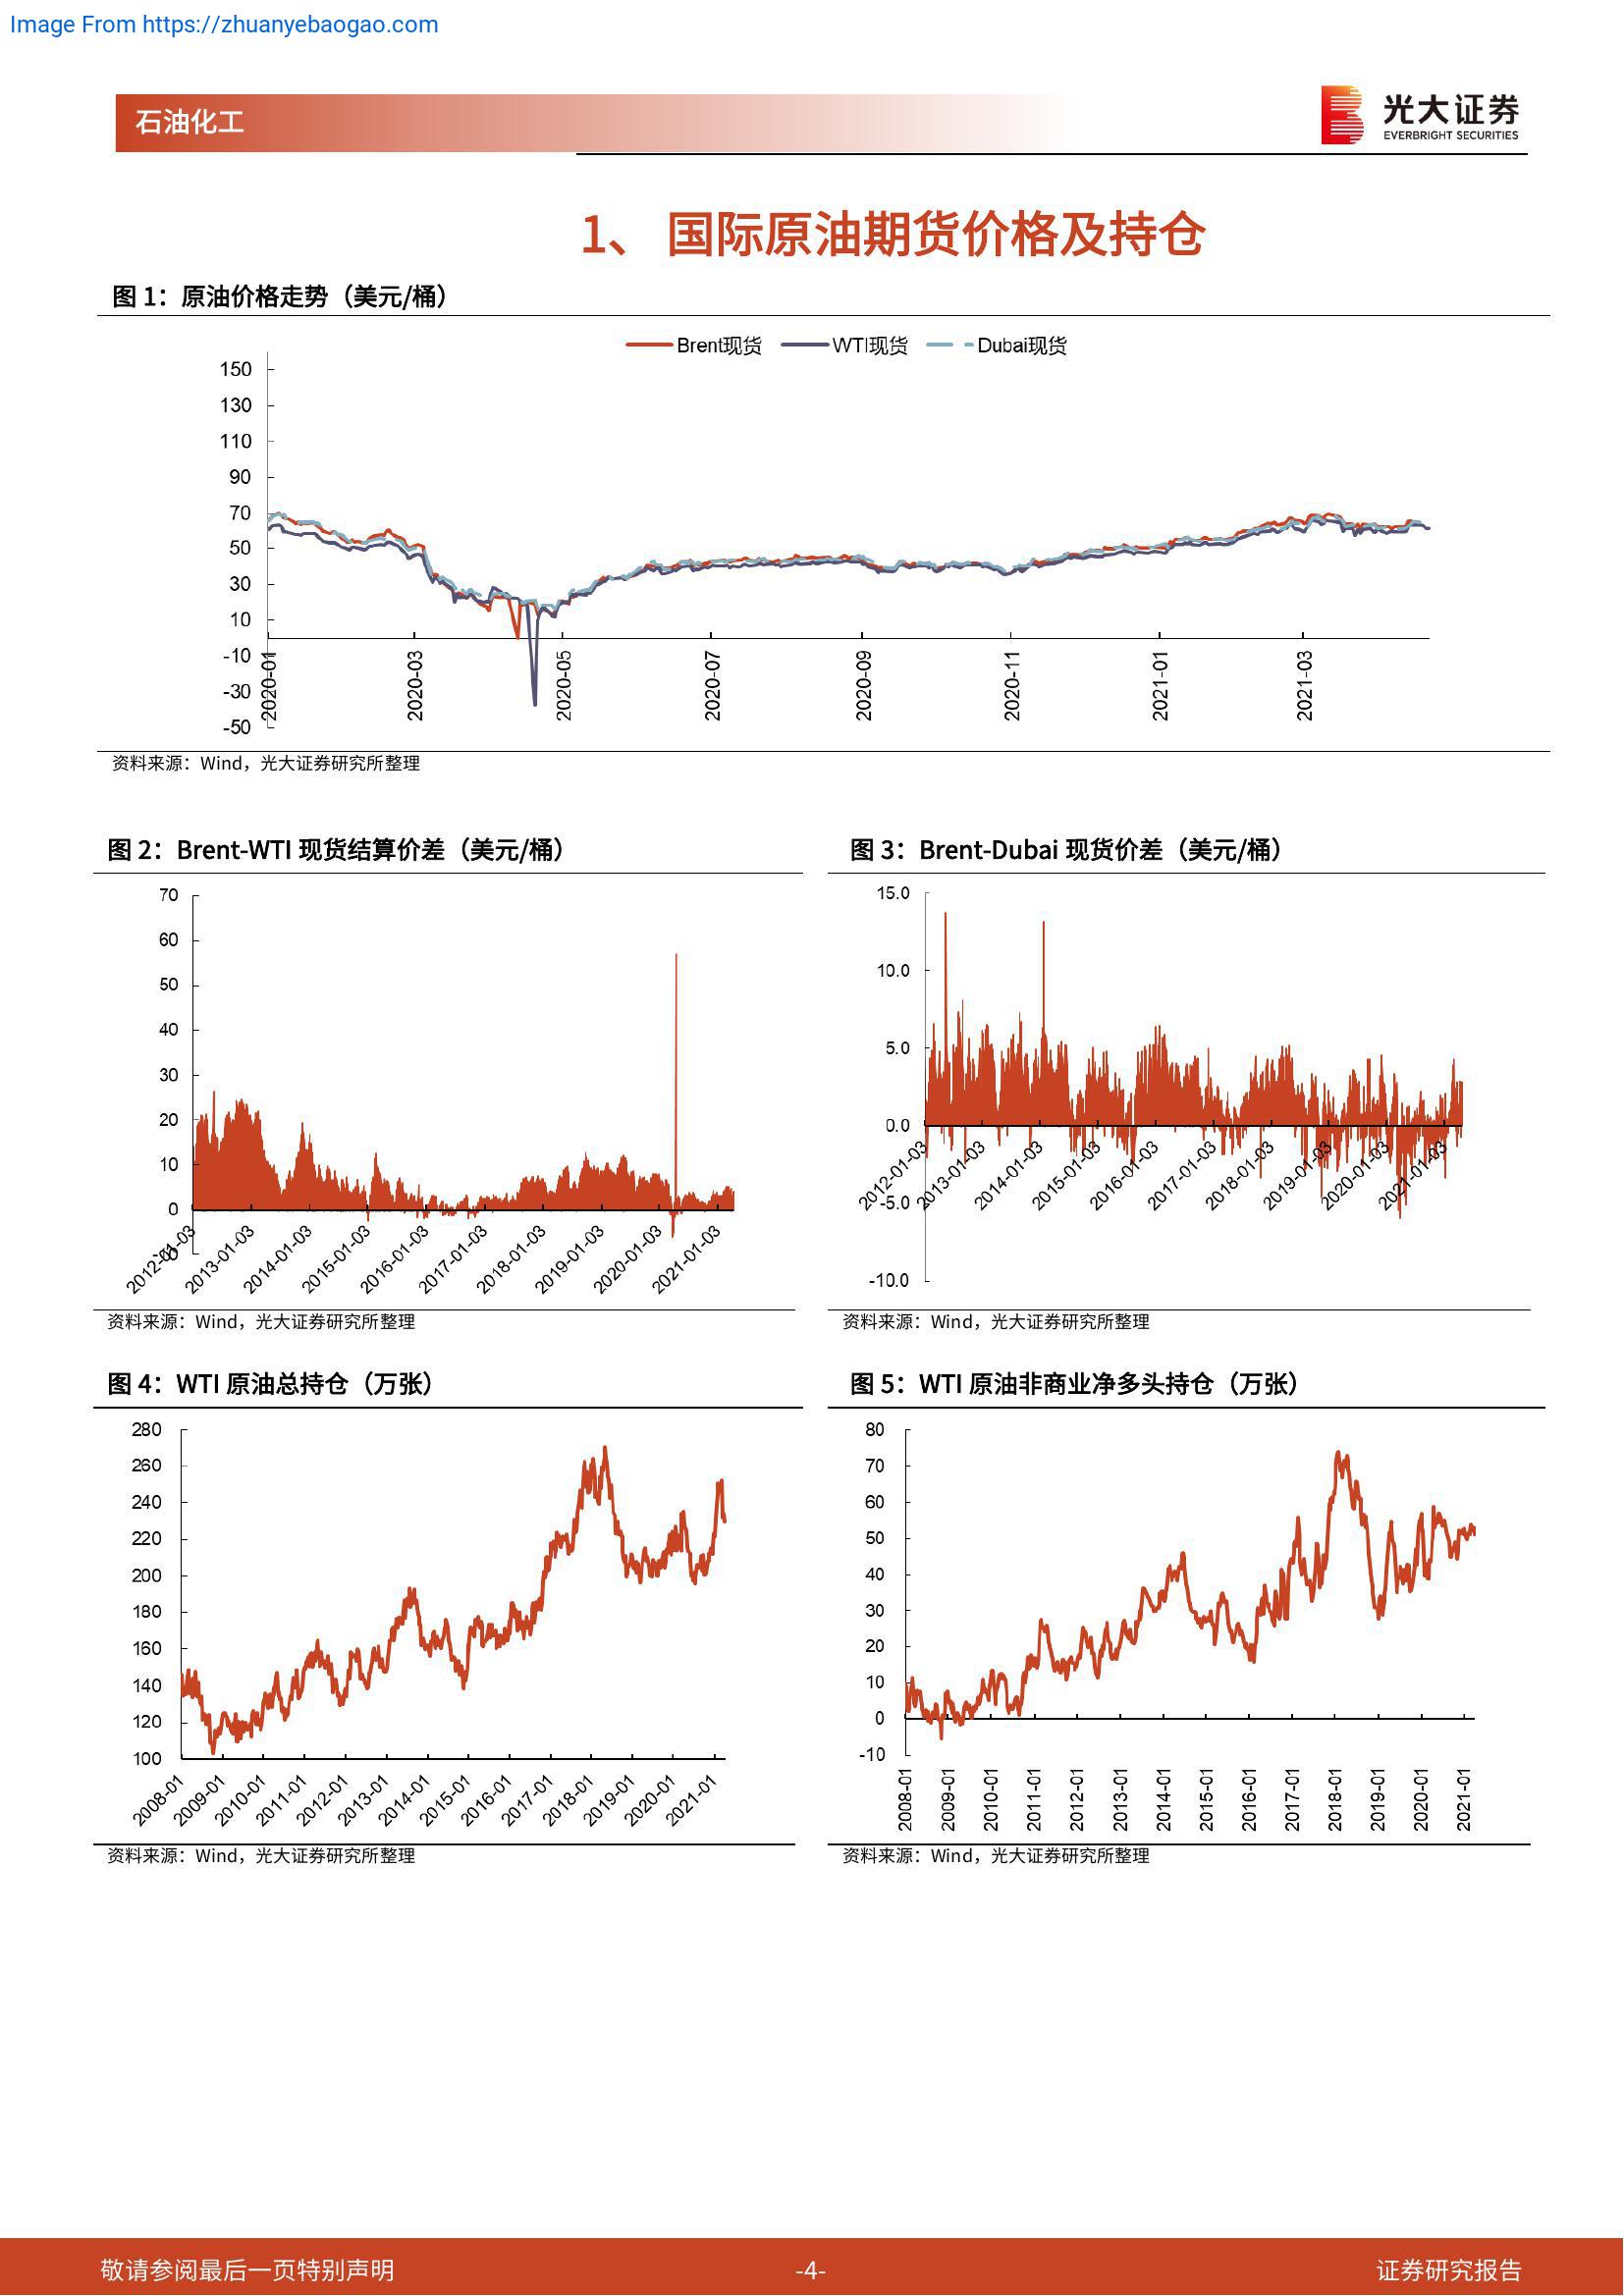 Image From https://zhuanyebaogao.com
石油化工
光大证券
EVERBRIGHT SECURITIES
1、 国际原油期货价格及持仓
图 1：原油价格走势（美元/桶）
Brent现货 WTI现货 Dubai现货
150
130
110
90
70
50
30
10
-10
-30
-50
2020-01 2020-03 2020-05 2020-07 2020-09 2020-11 2021-01 2021-03
资料来源：Wind，光大证券研究所整理
图 2：Brent-WTI 现货结算价差（美元/桶）
70
60
50
40
30
20
10
0
2012-01-03 2013-01-03 2014-01-03 2015-01-03 2016-01-03 2017-01-03 2018-01-03 2019-01-03 2020-01-03 2021-01-03
资料来源：Wind，光大证券研究所整理
图 3：Brent-Dubai 现货价差（美元/桶）
15.0
10.0
5.0
0.0
-5.0
-10.0
2012-01-03 2013-01-03 2014-01-03 2015-01-03 2016-01-03 2017-01-03 2018-01-03 2019-01-03 2020-01-03 2021-01-03
资料来源：Wind，光大证券研究所整理
图 4：WTI 原油总持仓（万张）
280
260
240
220
200
180
160
140
120
100
2008-01 2009-01 2010-01 2011-01 2012-01 2013-01 2014-01 2015-01 2016-01 2017-01 2018-01 2019-01 2020-01 2021-01
资料来源：Wind，光大证券研究所整理
图 5：WTI 原油非商业净多头持仓（万张）
80
70
60
50
40
30
20
10
0
-10
2008-01 2009-01 2010-01 2011-01 2012-01 2013-01 2014-01 2015-01 2016-01 2017-01 2018-01 2019-01 2020-01 2021-01
资料来源：Wind，光大证券研究所整理
敬请参阅最后一页特别声明
-4-
证券研究报告